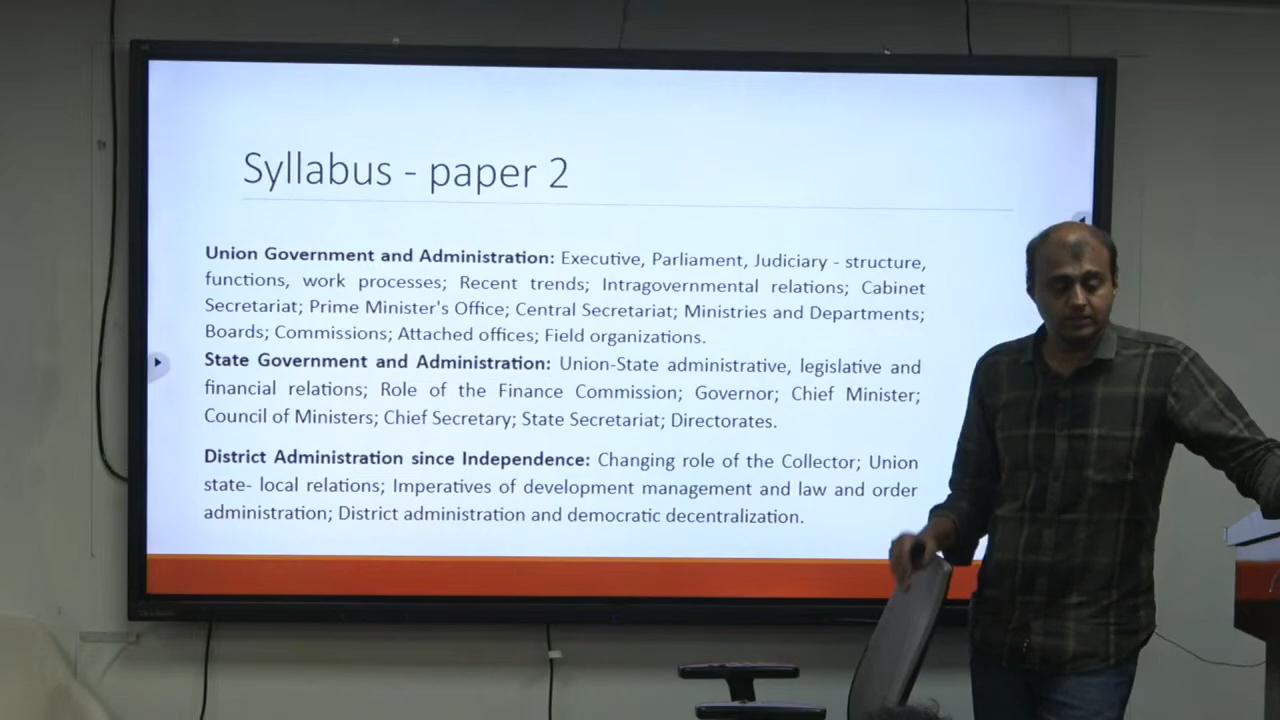 Syllabus - paper 2
Union Government and Administration: Executive, Parliament, Judiciary - structure,
functions, work processes; Recent trends; Intragovernmental relations; Cabinet
Secretariat; Prime Minister's Office; Central Secretariat; Ministries and Departments;
Boards; Commissions; Attached offices; Field organizations.
State Government and Administration: Union-State administrative, legislative and
financial relations; Role of the Finance Commission; Governor; Chief Minister;
Council of Ministers; Chief Secretary; State Secretariat; Directorates.
District Administration since Independence: Changing role of the Collector; Union
state- local relations; Imperatives of development management and law and order
administration; District administration and democratic decentralization.